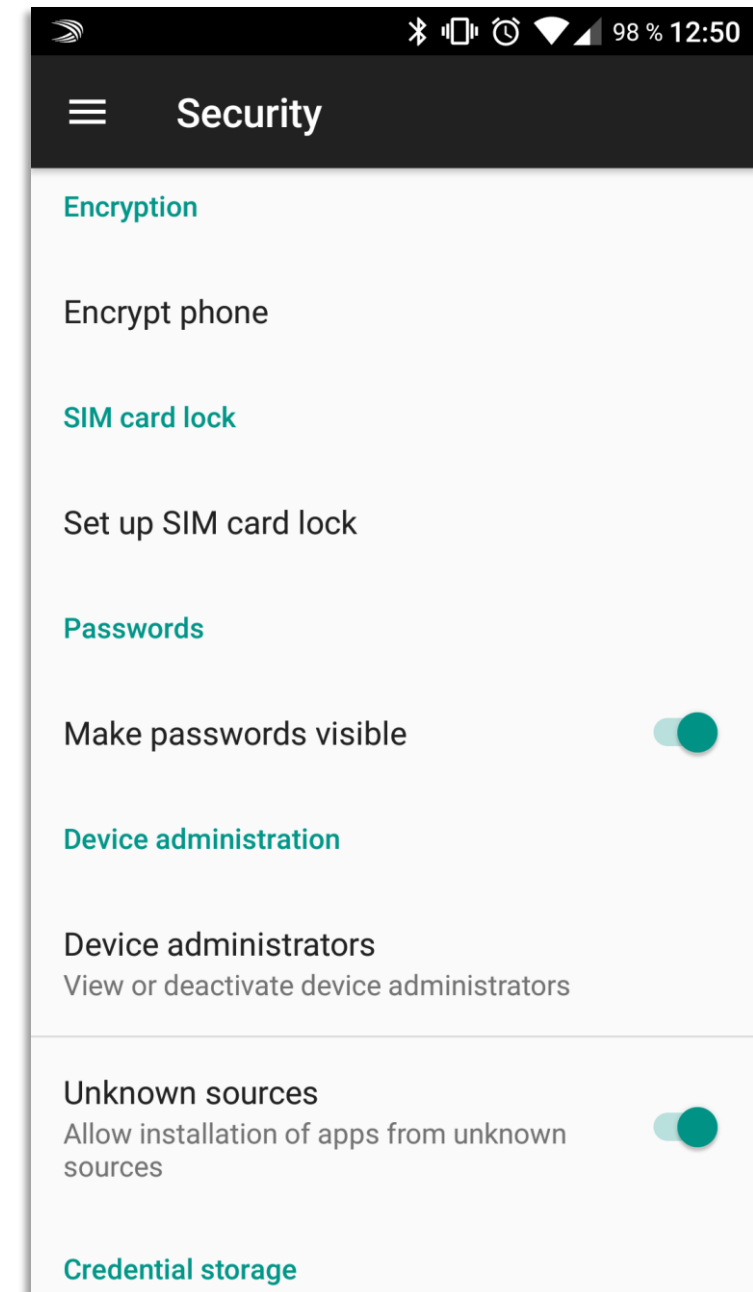 98 % 12:50
Security
Encryption
Encrypt phone
SIM card lock
Set up SIM card lock
Passwords
Make passwords visible
Device administration
Device administrators
View or deactivate device administrators
Unknown sources
Allow installation of apps from unknown
sources
Credential storage